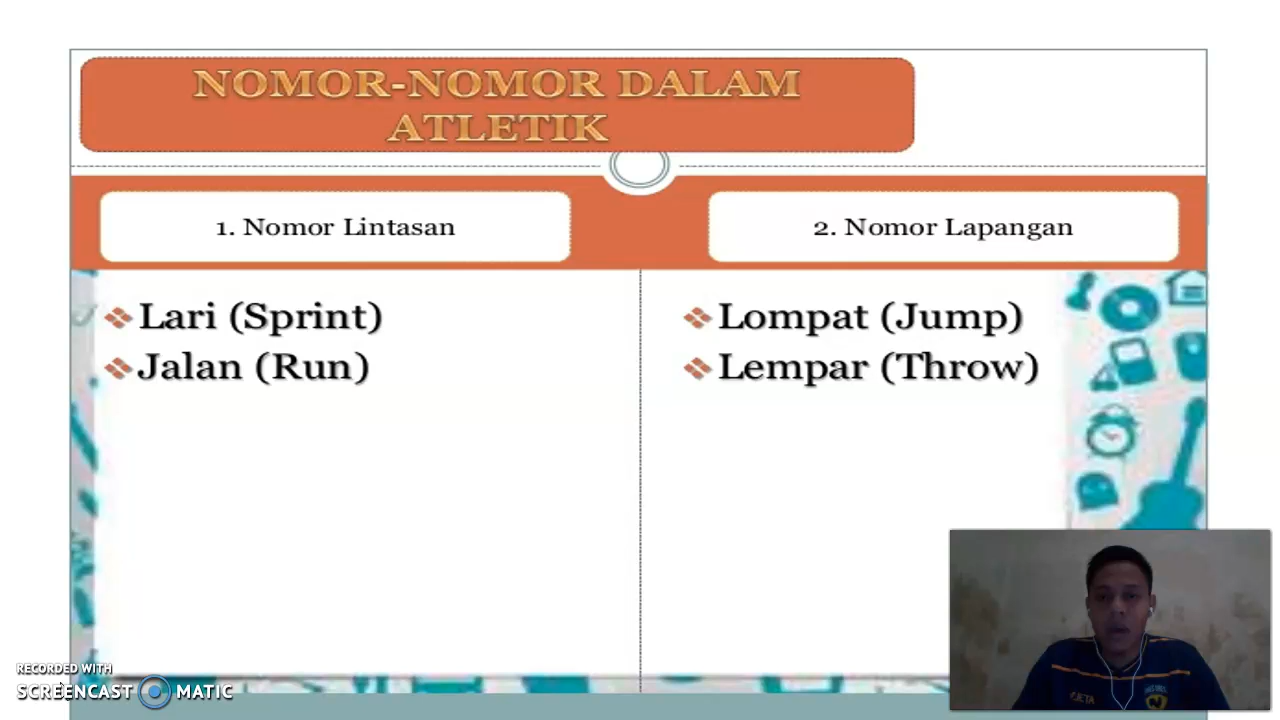 NOMOR-NOMOR DALAM
ATLETIK
1. Nomor Lintasan
2. Nomor Lapangan
Lari (Sprint)
Jalan (Run)
Lompat (Jump)
Lempar (Throw)
RECORDED WITH
SCREENCAST MATIC